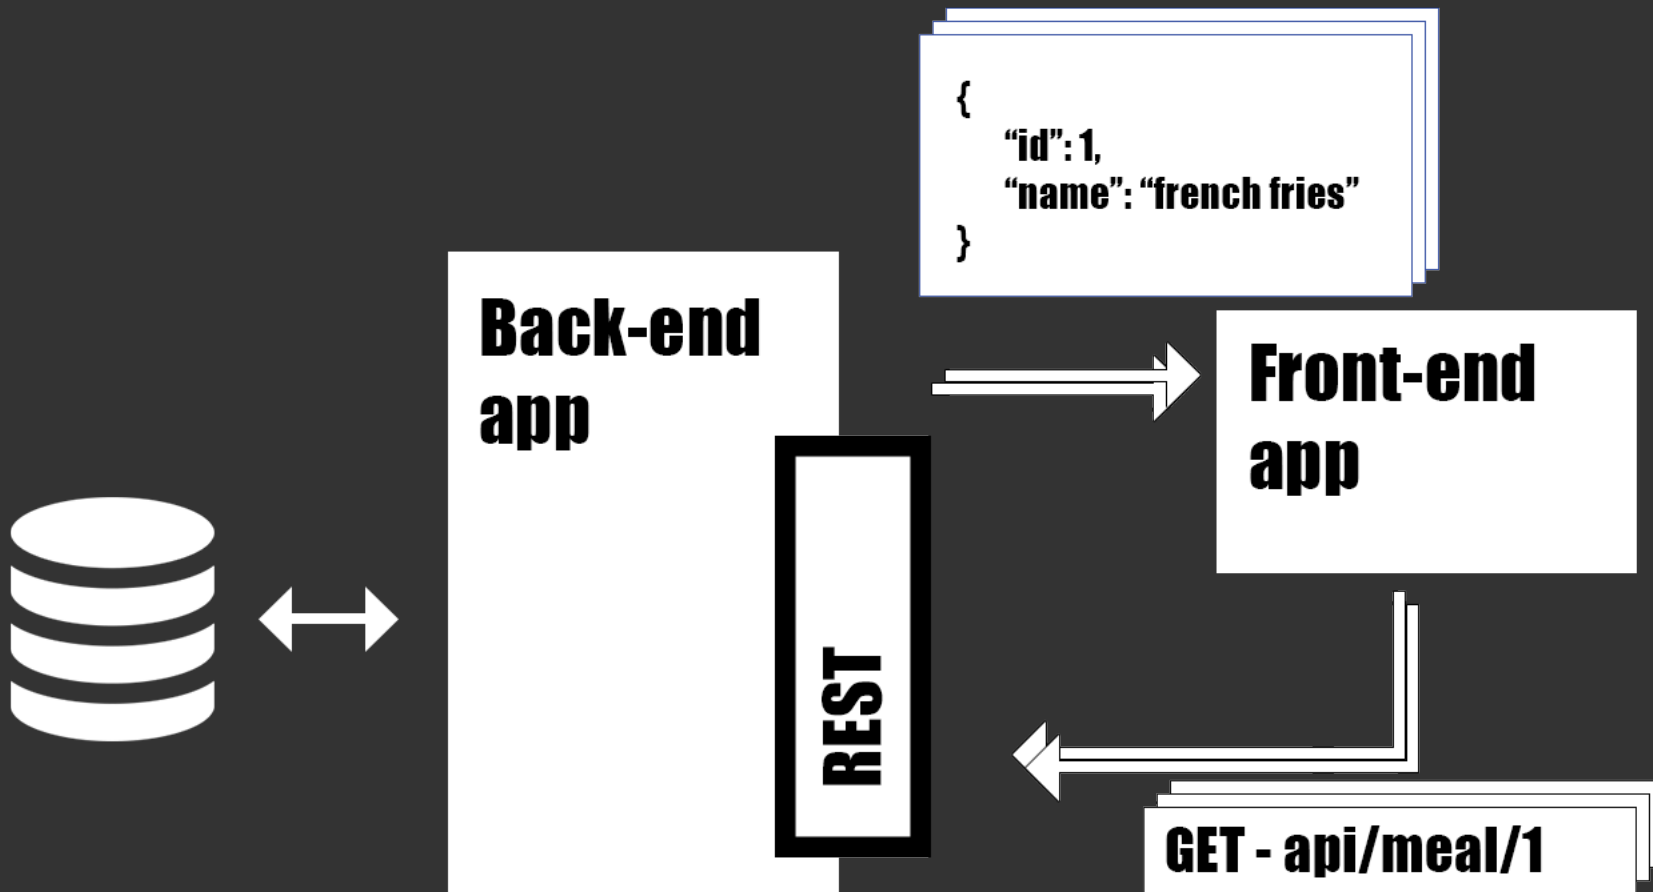 {
“id”: 1,
“name”: “french fries”
}
Back-end
app
Front-end
app
REST
GET - api/meal/1